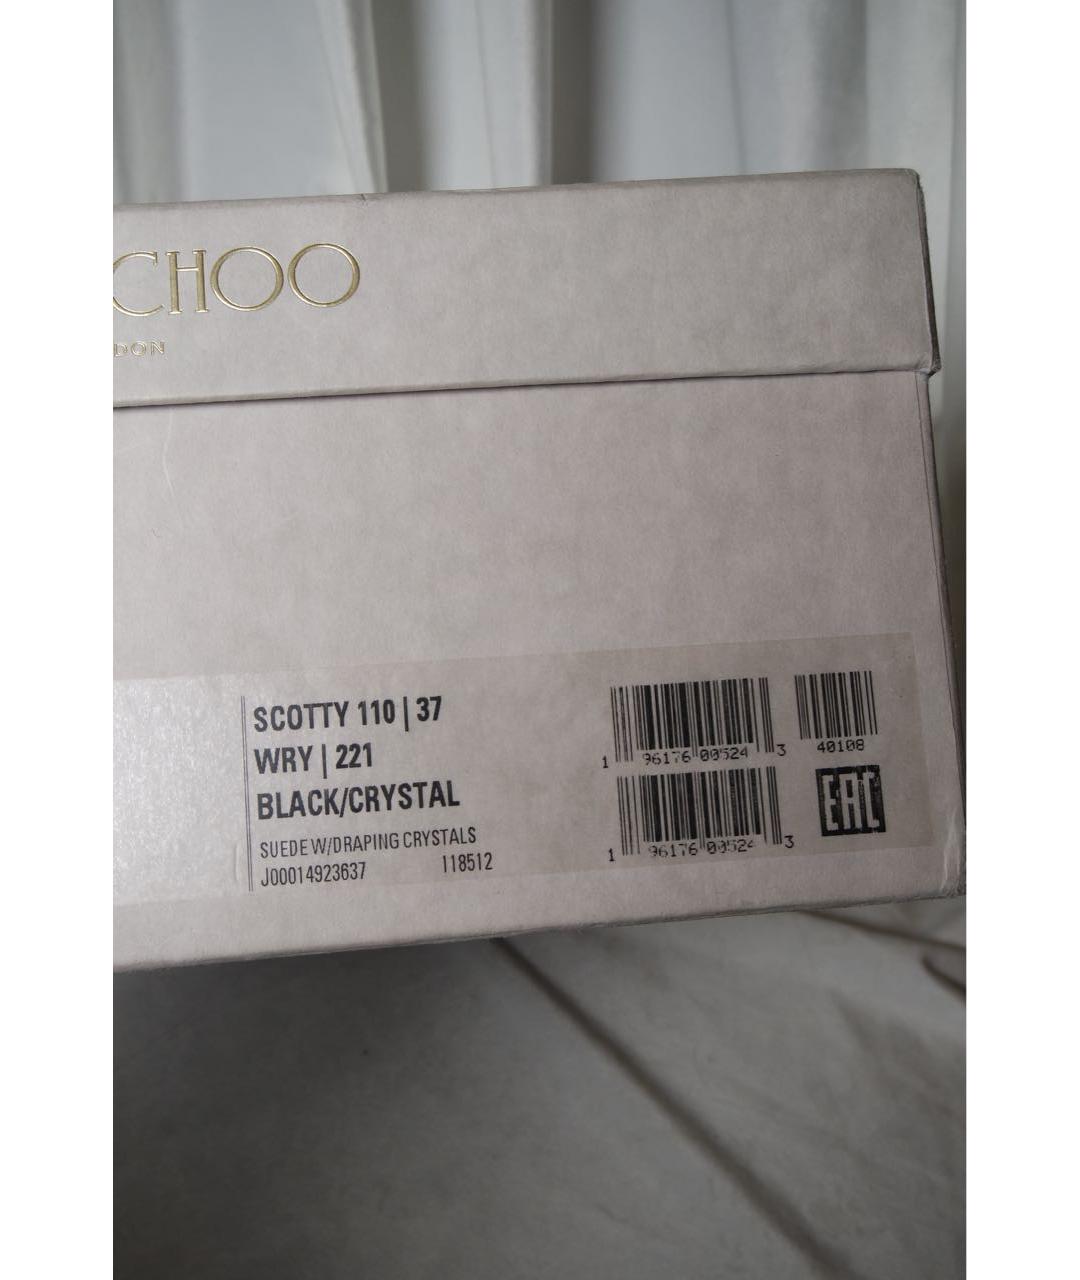 CHOO
DON
SCOTTY 110 | 37
WRY | 221
BLACK/CRYSTAL
SUEDE W/DRAPING CRYSTALS
J00014923637 118512
1 96176 00524 3
40108
1 96176 00524 3
EAC